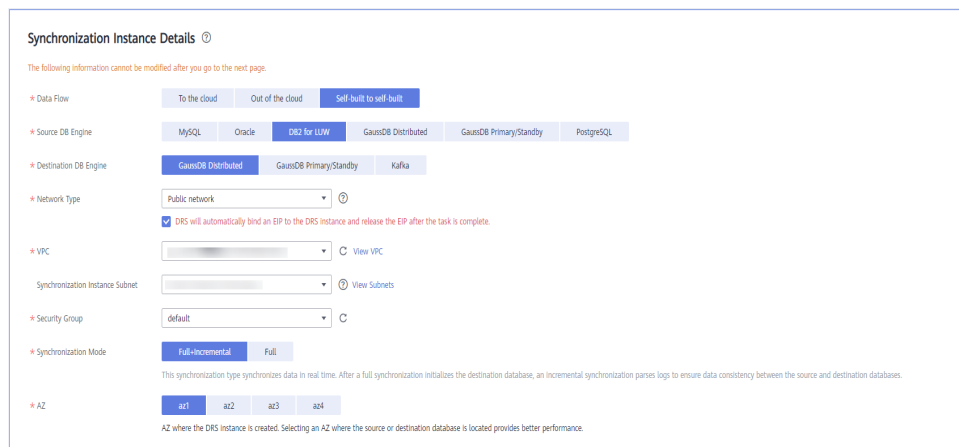 Synchronization Instance Details ?
The following information cannot be modified after you go to the next page.
* Data Flow To the cloud Out of the cloud Self-built to self-built
* Source DB Engine MySQL Oracle DB2 for LUW GaussDB Distributed GaussDB Primary/Standby PostgreSQL
* Destination DB Engine GaussDB Distributed GaussDB Primary/Standby Kafka
* Network Type Public network ?
DRS will automatically bind an EIP to the DRS instance and release the EIP after the task is complete.
* VPC View VPC
Synchronization Instance Subnet ? View Subnets
* Security Group default
* Synchronization Mode Full+Incremental Full
This synchronization type synchronizes data in real time. After a full synchronization initializes the destination database, an incremental synchronization parses logs to ensure data consistency between the source and destination databases.
* AZ az1 az2 az3 az4
AZ where the DRS instance is created. Selecting an AZ where the source or destination database is located provides better performance.